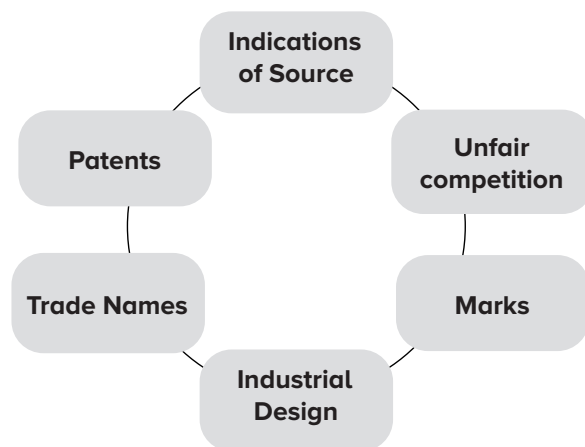 Indications
of Source
Patents
Unfair
competition
Trade Names
Marks
Industrial
Design